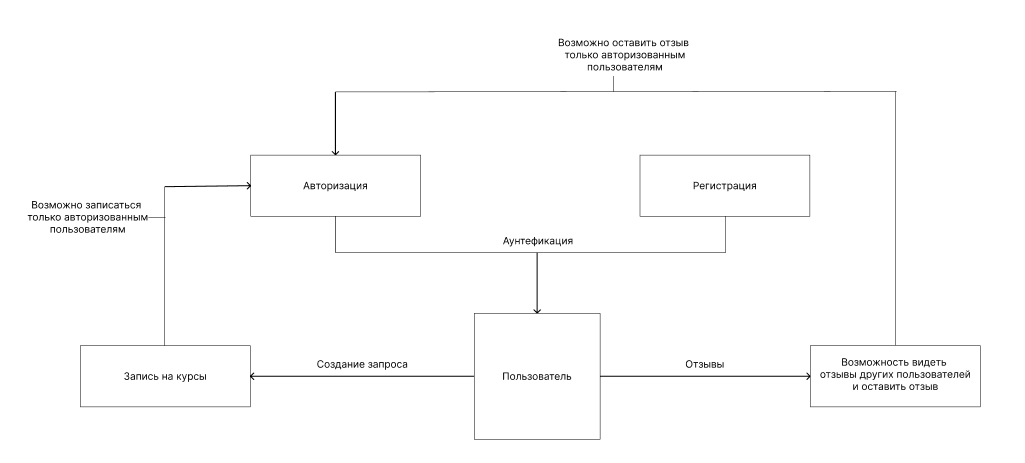 Возможно оставить отзыв
только авторизованным
пользователям
Авторизация
Регистрация
Возможно записаться
только авторизованным
пользователям
Аунтефикация
Запись на курсы
Создание запроса
Пользователь
Отзывы
Возможность видеть
отзывы других пользователей
и оставить отзыв